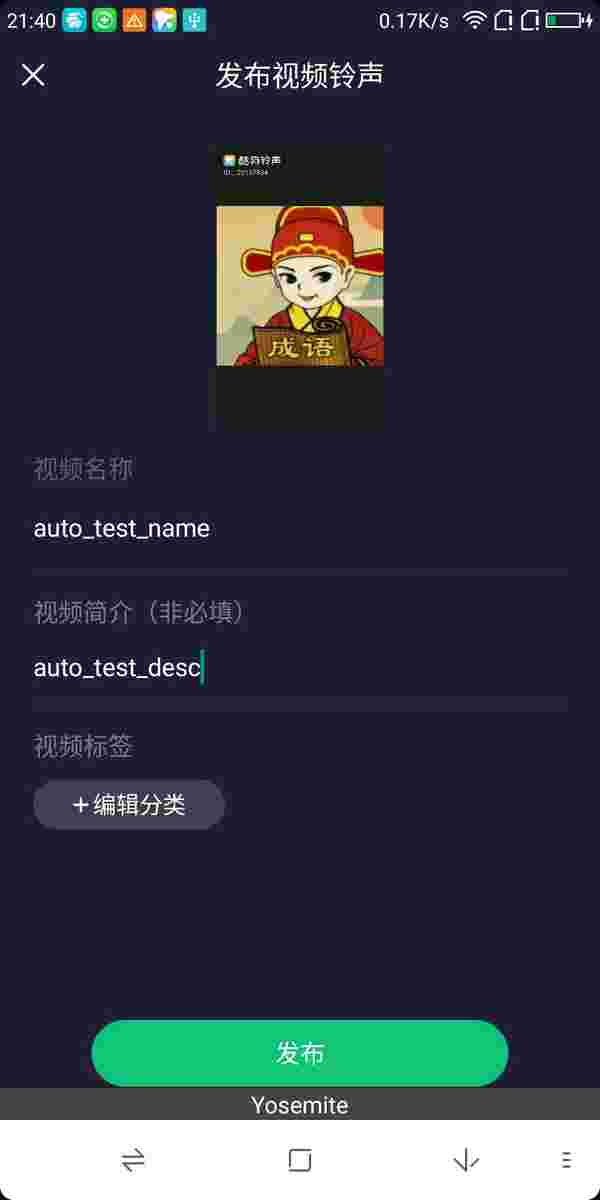 21:40
0.17K/s
发布视频铃声
酷狗铃声
成语
视频名称
auto_test_name
视频简介（非必填）
auto_test_desc
视频标签
+编辑分类
发布
Yosemite